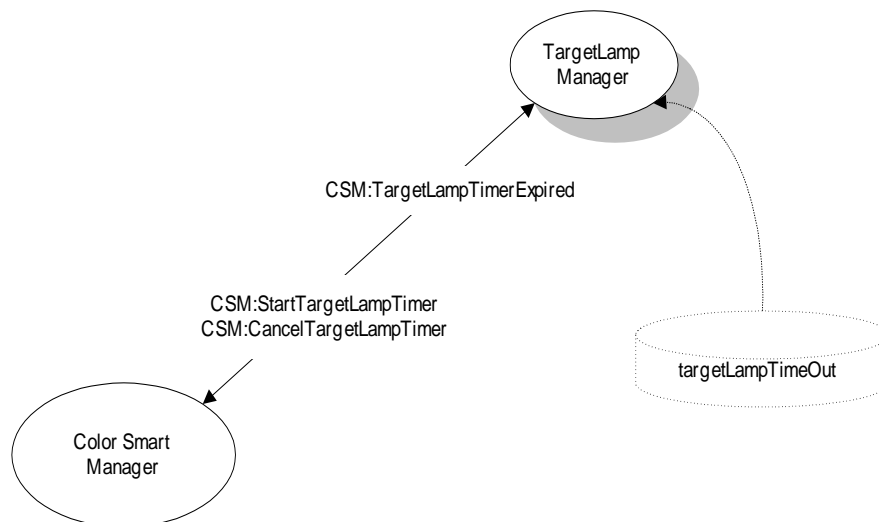 TargetLamp
Manager
CSM:TargetLampTimerExpired
CSM:StartTargetLampTimer
CSM:CancelTargetLampTimer
targetLampTimeOut
Color Smart
Manager